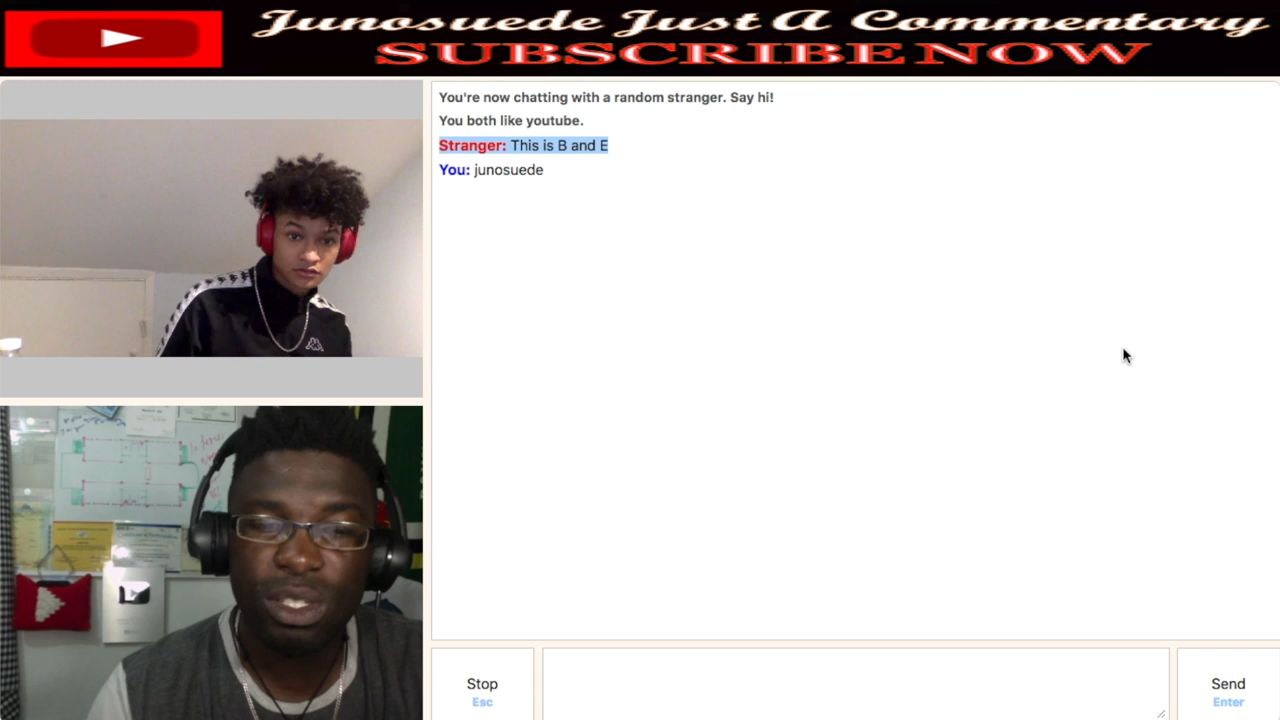 Junosuede Just A Commentary
SUBSCRIBE NOW
You're now chatting with a random stranger. Say hi!
You both like youtube.
Stranger: This is B and E
You: junosuede
Stop
Esc
Send
Enter